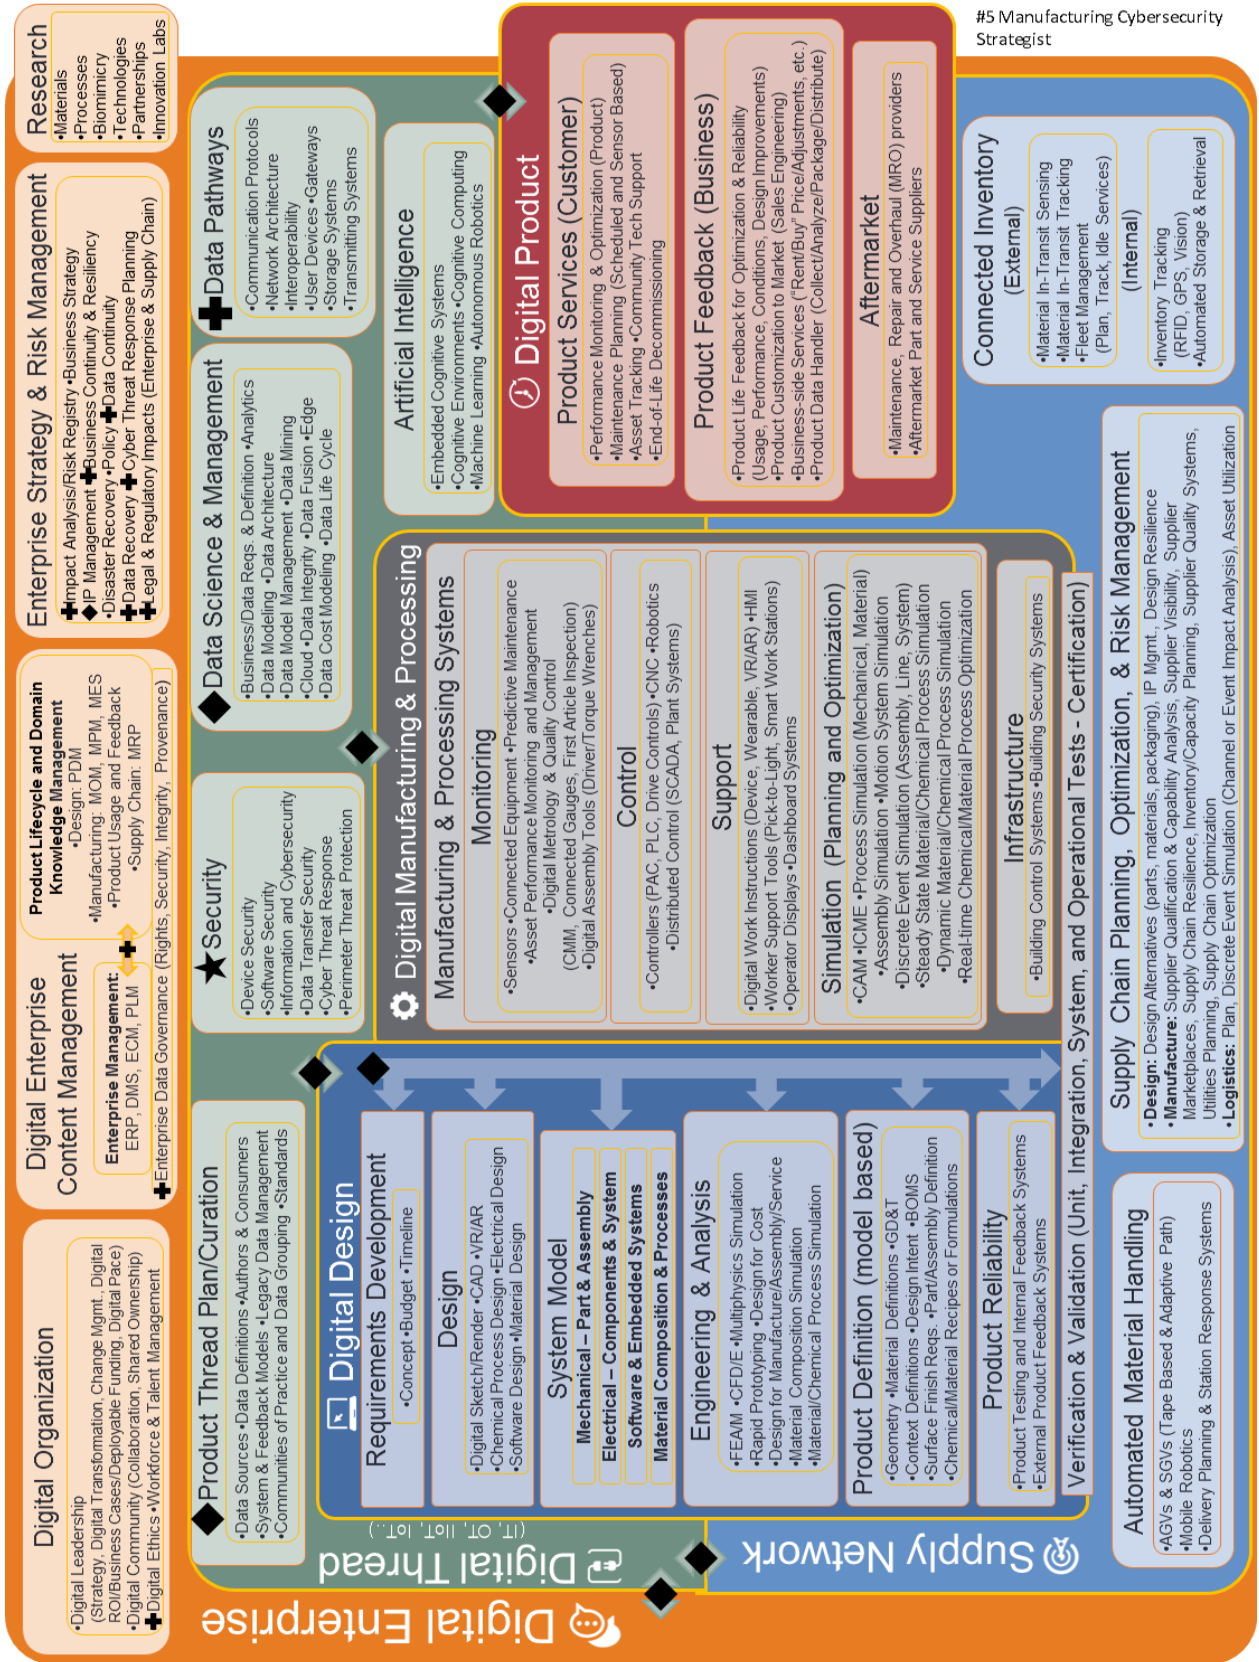 #5 Manufacturing Cybersecurity
Strategist
Digital Enterprise
Digital Organization
•Digital Leadership
(Strategy, Digital Transformation, Change Mgmt., Digital
ROI/Business Cases/Deployable Funding, Digital Pace)
•Digital Community (Collaboration, Shared Ownership)
✚Digital Ethics •Workforce & Talent Management
Digital Enterprise
Content Management
Enterprise Management:
ERP, DMS, ECM, PLM
✚
Product Lifecycle and Domain
Knowledge Management
•Design: PDM
•Manufacturing: MOM, MPM, MES
•Product Usage and Feedback
•Supply Chain: MRP
✚Enterprise Data Governance (Rights, Security, Integrity, Provenance)
Enterprise Strategy & Risk Management
✚Impact Analysis/Risk Registry •Business Strategy
◆IP Management ✚Business Continuity & Resiliency
•Disaster Recovery •Policy ✚Data Continuity
✚Data Recovery ✚Cyber Threat Response Planning
✚Legal & Regulatory Impacts (Enterprise & Supply Chain)
Research
•Materials
•Processes
•Biomimicry
•Technologies
•Partnerships
•Innovation Labs
Digital Thread
(IT, OT, IIoT, IoT...)
◆Product Thread Plan/Curation
•Data Sources •Data Definitions •Authors & Consumers
•System & Feedback Models •Legacy Data Management
•Communities of Practice and Data Grouping •Standards
★Security
•Device Security
•Software Security
•Information and Cybersecurity
•Data Transfer Security
•Cyber Threat Response
•Perimeter Threat Protection
◆Data Science & Management
•Business/Data Reqs. & Definition •Analytics
•Data Modeling •Data Architecture
•Data Model Management •Data Mining
•Cloud •Data Integrity •Data Fusion •Edge
•Data Cost Modeling •Data Life Cycle
✚Data Pathways
•Communication Protocols
•Network Architecture
•Interoperability
•User Devices •Gateways
•Storage Systems
•Transmitting Systems
Artificial Intelligence
•Embedded Cognitive Systems
•Cognitive Environments •Cognitive Computing
•Machine Learning •Autonomous Robotics
Digital Design
Requirements Development
•Concept •Budget •Timeline
Design
•Digital Sketch/Render •CAD •VR/AR
•Chemical Process Design •Electrical Design
•Software Design •Material Design
System Model
Mechanical – Part & Assembly
Electrical – Components & System
Software & Embedded Systems
Material Composition & Processes
Engineering & Analysis
•FEA/M •CFD/E •Multiphysics Simulation
•Rapid Prototyping •Design for Cost
•Design for Manufacture/Assembly/Service
•Material Composition Simulation
•Material/Chemical Process Simulation
Product Definition (model based)
•Geometry •Material Definitions •GD&T
•Context Definitions •Design Intent •BOMS
•Surface Finish Reqs. •Part/Assembly Definition
•Chemical/Material Recipes or Formulations
Product Reliability
•Product Testing and Internal Feedback Systems
•External Product Feedback Systems
Digital Manufacturing & Processing
Manufacturing & Processing Systems
Monitoring
•Sensors •Connected Equipment •Predictive Maintenance
•Asset Performance Monitoring and Management
•Digital Metrology & Quality Control
(CMM, Connected Gauges, First Article Inspection)
•Digital Assembly Tools (Driver/Torque Wrenches)
Control
•Controllers (PAC, PLC, Drive Controls) •CNC •Robotics
•Distributed Control (SCADA, Plant Systems)
Support
•Digital Work Instructions (Device, Wearable, VR/AR) •HMI
•Worker Support Tools (Pick-to-Light, Smart Work Stations)
•Operator Displays •Dashboard Systems
Simulation (Planning and Optimization)
•CAM •ICME •Process Simulation (Mechanical, Material)
•Assembly Simulation •Motion System Simulation
•Discrete Event Simulation (Assembly, Line, System)
•Steady State Material/Chemical Process Simulation
•Dynamic Material/Chemical Process Simulation
•Real-time Chemical/Material Process Optimization
Infrastructure
•Building Control Systems •Building Security Systems
Verification & Validation (Unit, Integration, System, and Operational Tests - Certification)
Digital Product
Product Services (Customer)
•Performance Monitoring & Optimization (Product)
•Maintenance Planning (Scheduled and Sensor Based)
•Asset Tracking •Community Tech Support
•End-of-Life Decommissioning
Product Feedback (Business)
•Product Life Feedback for Optimization & Reliability
(Usage, Performance, Conditions, Design Improvements)
•Product Customization to Market (Sales Engineering)
•Business-side Services ("Rent/Buy" Price/Adjustments, etc.)
•Product Data Handler (Collect/Analyze/Package/Distribute)
Aftermarket
•Maintenance, Repair and Overhaul (MRO) providers
•Aftermarket Part and Service Suppliers
Supply Network
Automated Material Handling
•AGVs & SGVs (Tape Based & Adaptive Path)
•Mobile Robotics
•Delivery Planning & Station Response Systems
Supply Chain Planning, Optimization, & Risk Management
•Design: Design Alternatives (parts, materials, packaging), IP Mgmt., Design Resilience
•Manufacture: Supplier Qualification & Capability Analysis, Supplier Visibility, Supplier
Marketplaces, Supply Chain Resilience, Inventory/Capacity Planning, Supplier Quality Systems,
Utilities Planning, Supply Chain Optimization
•Logistics: Plan, Discrete Event Simulation (Channel or Event Impact Analysis), Asset Utilization
Connected Inventory
(External)
•Material In-Transit Sensing
•Material In-Transit Tracking
•Fleet Management
(Plan, Track, Idle Services)
(Internal)
•Inventory Tracking
(RFID, GPS, Vision)
•Automated Storage & Retrieval